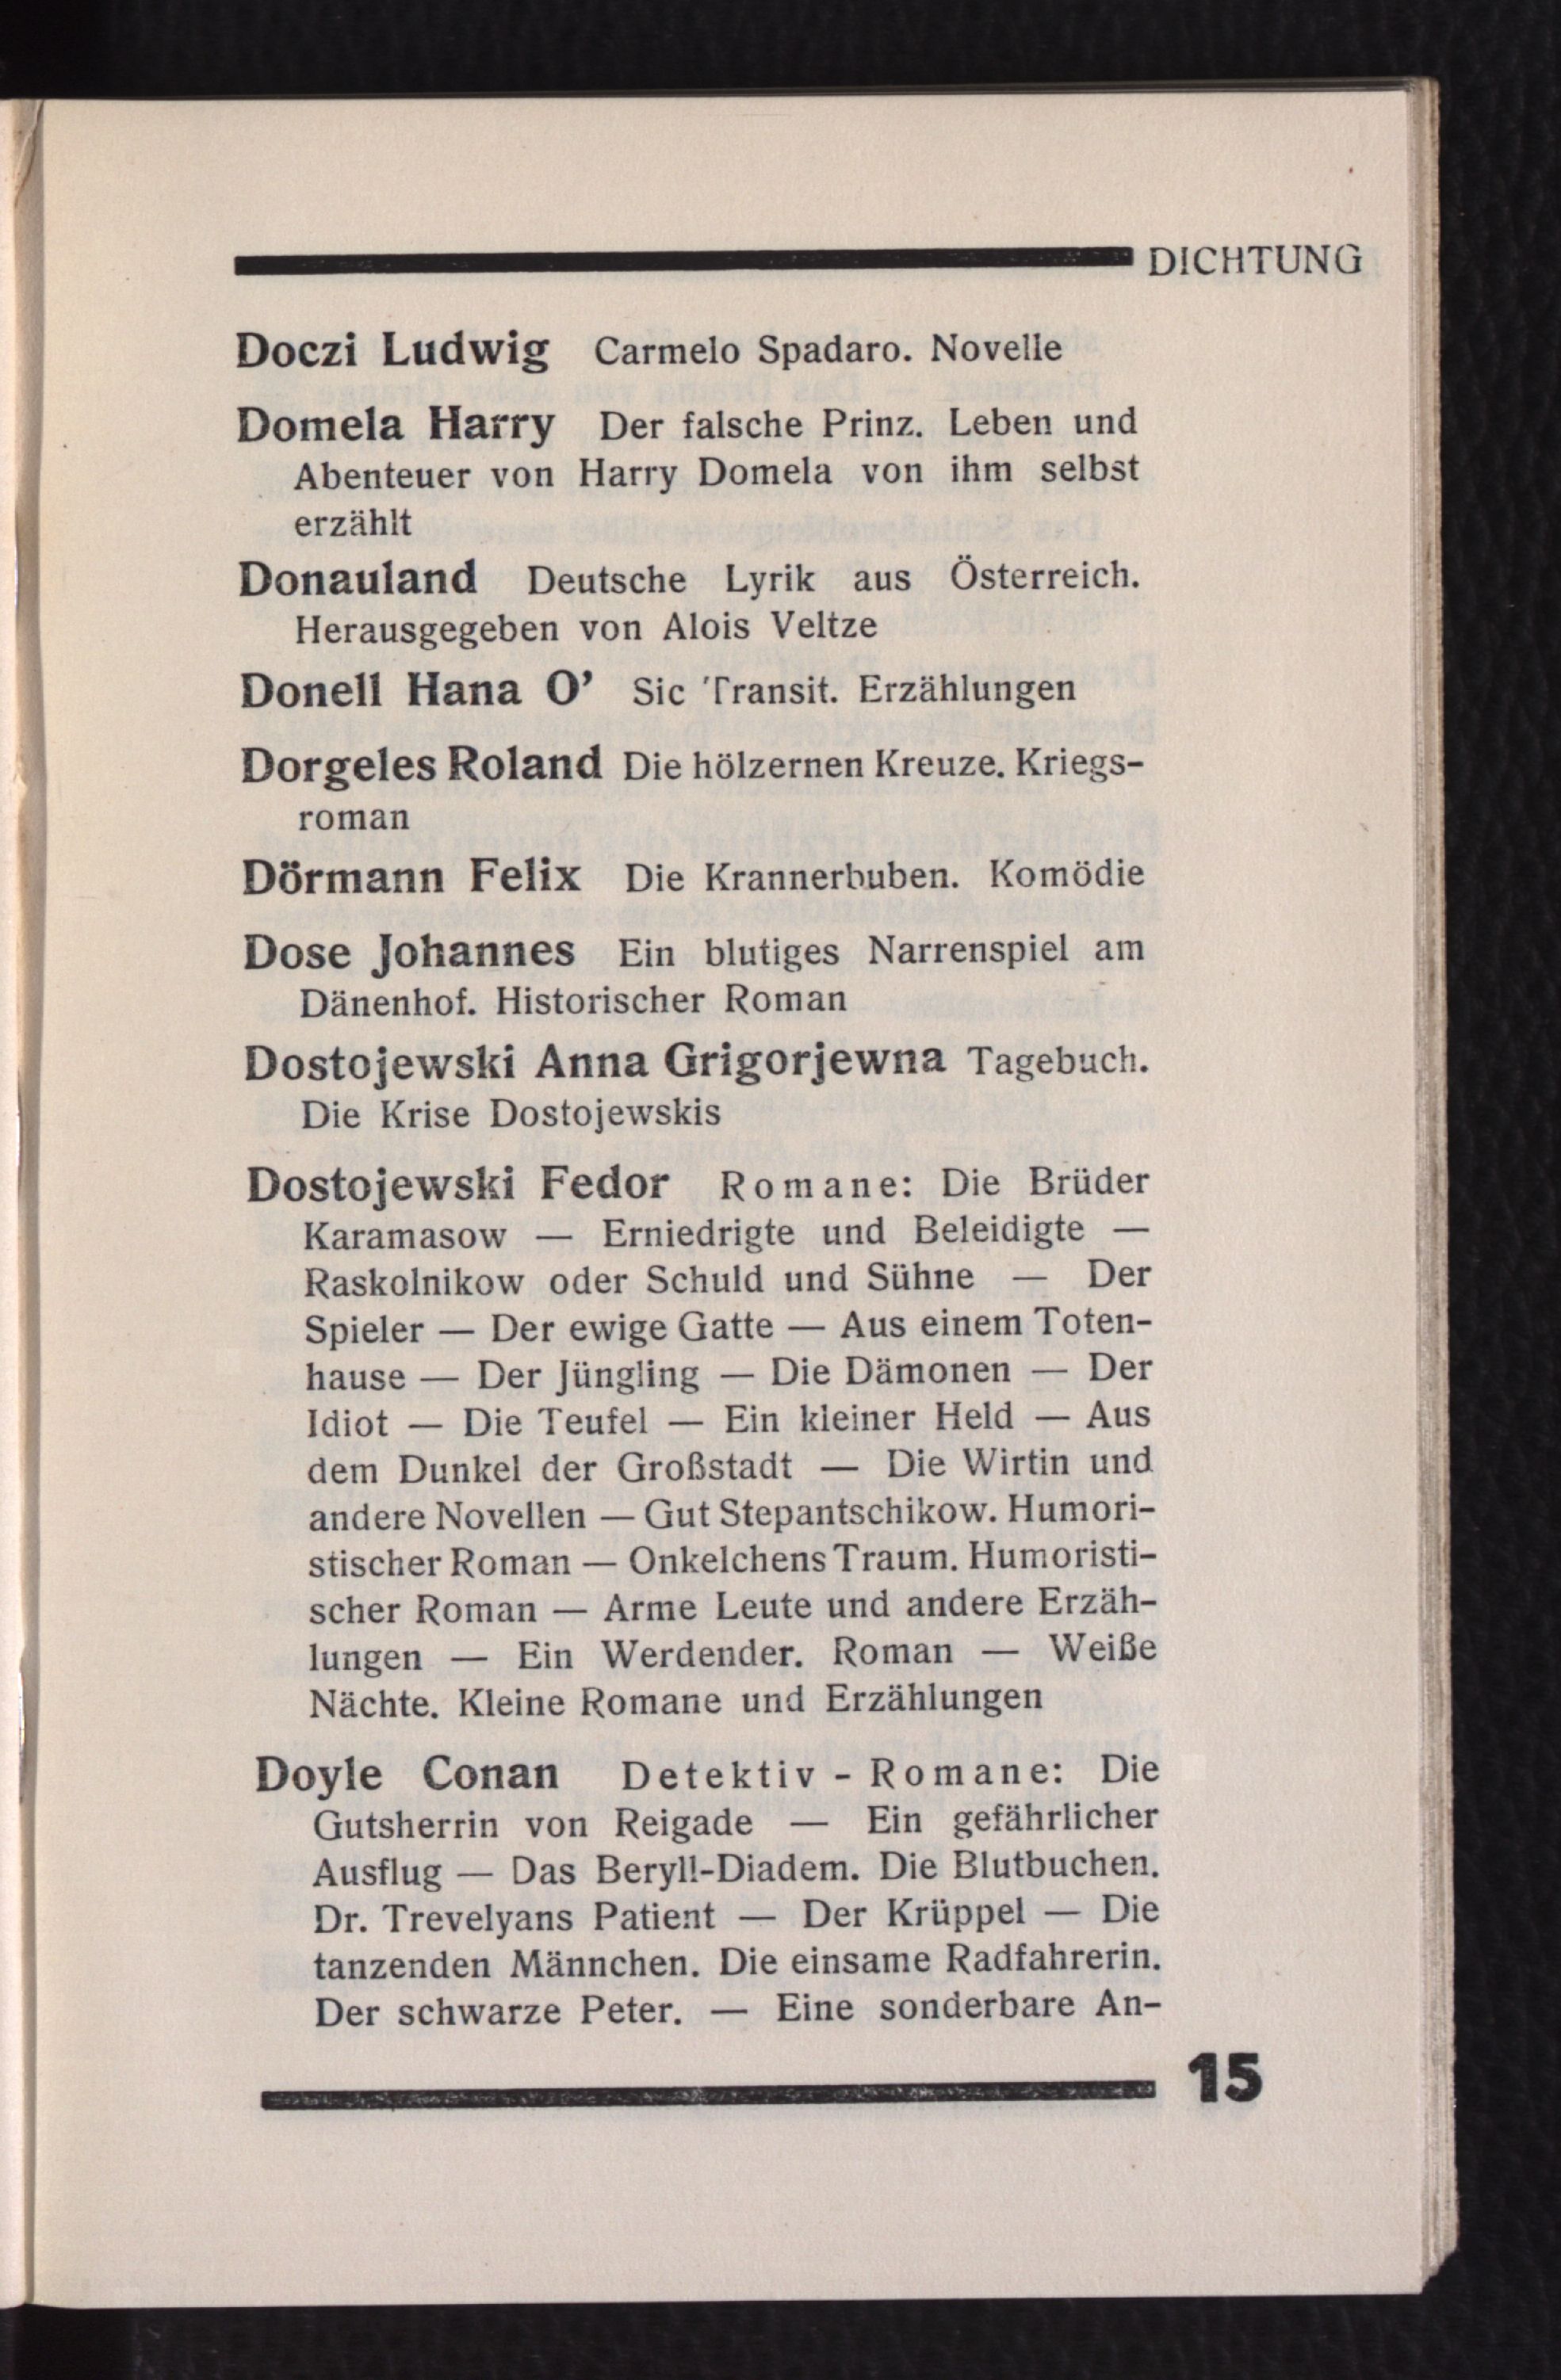 DICHTUNG
Doczi Ludwig Carmelo Spadaro. Novelle
Domela Harry Der falsche Prinz. Leben und
Abenteuer von Harry Domela von ihm selbst
erzählt
Donauland Deutsche Lyrik aus Österreich.
Herausgegeben von Alois Veltze
Donell Hana O’ Sic Transit. Erzählungen
Dorgeles Roland Die hölzernen Kreuze. Kriegs-
roman
Dörmann Felix Die Krannerbuben. Komödie
Dose Johannes Ein blutiges Narrenspiel am
Dänenhof. Historischer Roman
Dostojewski Anna Grigorjewna Tagebuch.
Die Krise Dostojewskis
Dostojewski Fedor Romane: Die Brüder
Karamasow — Erniedrigte und Beleidigte —
Raskolnikow oder Schuld und Sühne — Der
Spieler — Der ewige Gatte — Aus einem Toten-
hause — Der Jüngling — Die Dämonen — Der
Idiot — Die Teufel — Ein kleiner Held — Aus
dem Dunkel der Großstadt — Die Wirtin und
andere Novellen — Gut Stepantschikow. Humori-
stischer Roman — Onkelchens Traum. Humoristi-
scher Roman — Arme Leute und andere Erzäh-
lungen — Ein Werdender. Roman — Weiße
Nächte. Kleine Romane und Erzählungen
Doyle Conan Detektiv-Romane: Die
Gutsherrin von Reigade — Ein gefährlicher
Ausflug — Das Beryll-Diadem. Die Blutbuchen.
Dr. Trevelyans Patient — Der Krüppel — Die
tanzenden Männchen. Die einsame Radfahrerin.
Der schwarze Peter. — Eine sonderbare An-
15